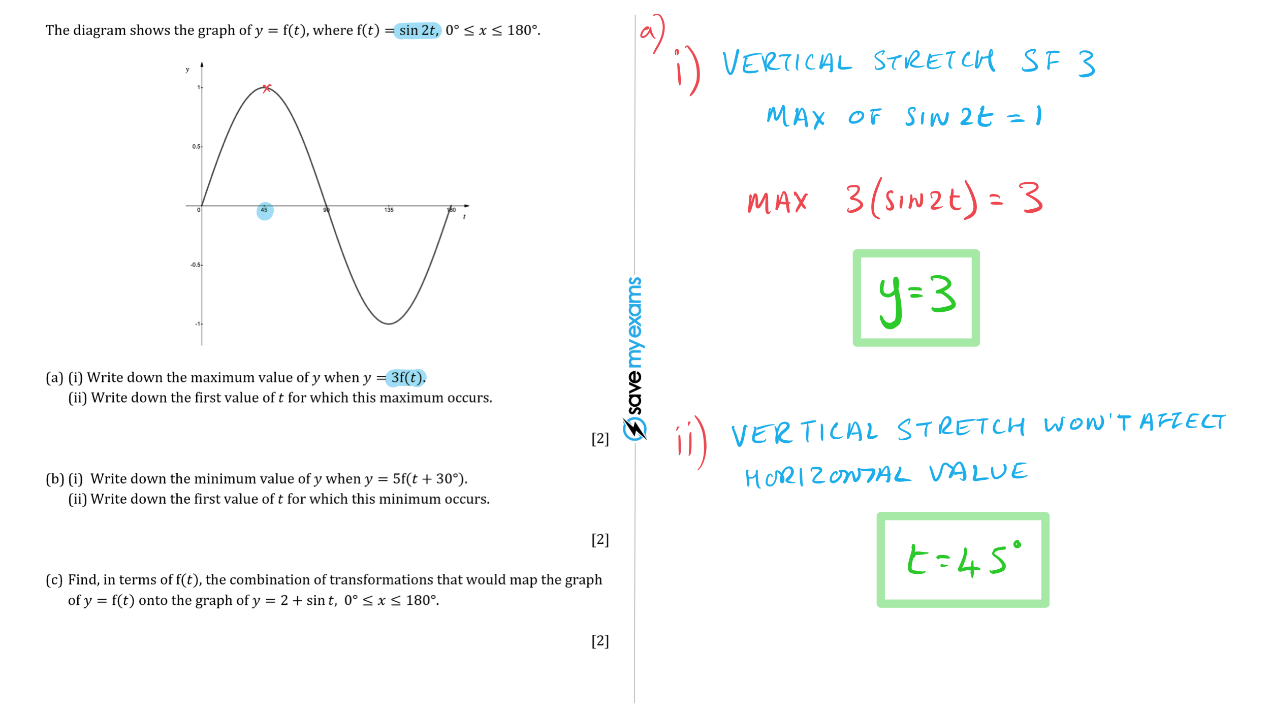 The diagram shows the graph of y = f(t), where f(t) = sin 2t, 0° ≤ x ≤ 180°.
y
1
0.5
0
45
90
135
180
t
-0.5
-1
(a) (i) Write down the maximum value of y when y = 3f(t).
(ii) Write down the first value of t for which this maximum occurs.
[2]
(b) (i) Write down the minimum value of y when y = 5f(t + 30°).
(ii) Write down the first value of t for which this minimum occurs.
[2]
(c) Find, in terms of f(t), the combination of transformations that would map the graph
of y = f(t) onto the graph of y = 2 + sin t, 0° ≤ x ≤ 180°.
[2]
savemyexams
a)
i) VERTICAL STRETCH SF 3
MAX OF SIN 2t = 1
MAX 3(SIN2t) = 3
y=3
ii) VERTICAL STRETCH WON'T AFFECT
HORIZONTAL VALUE
t=45°